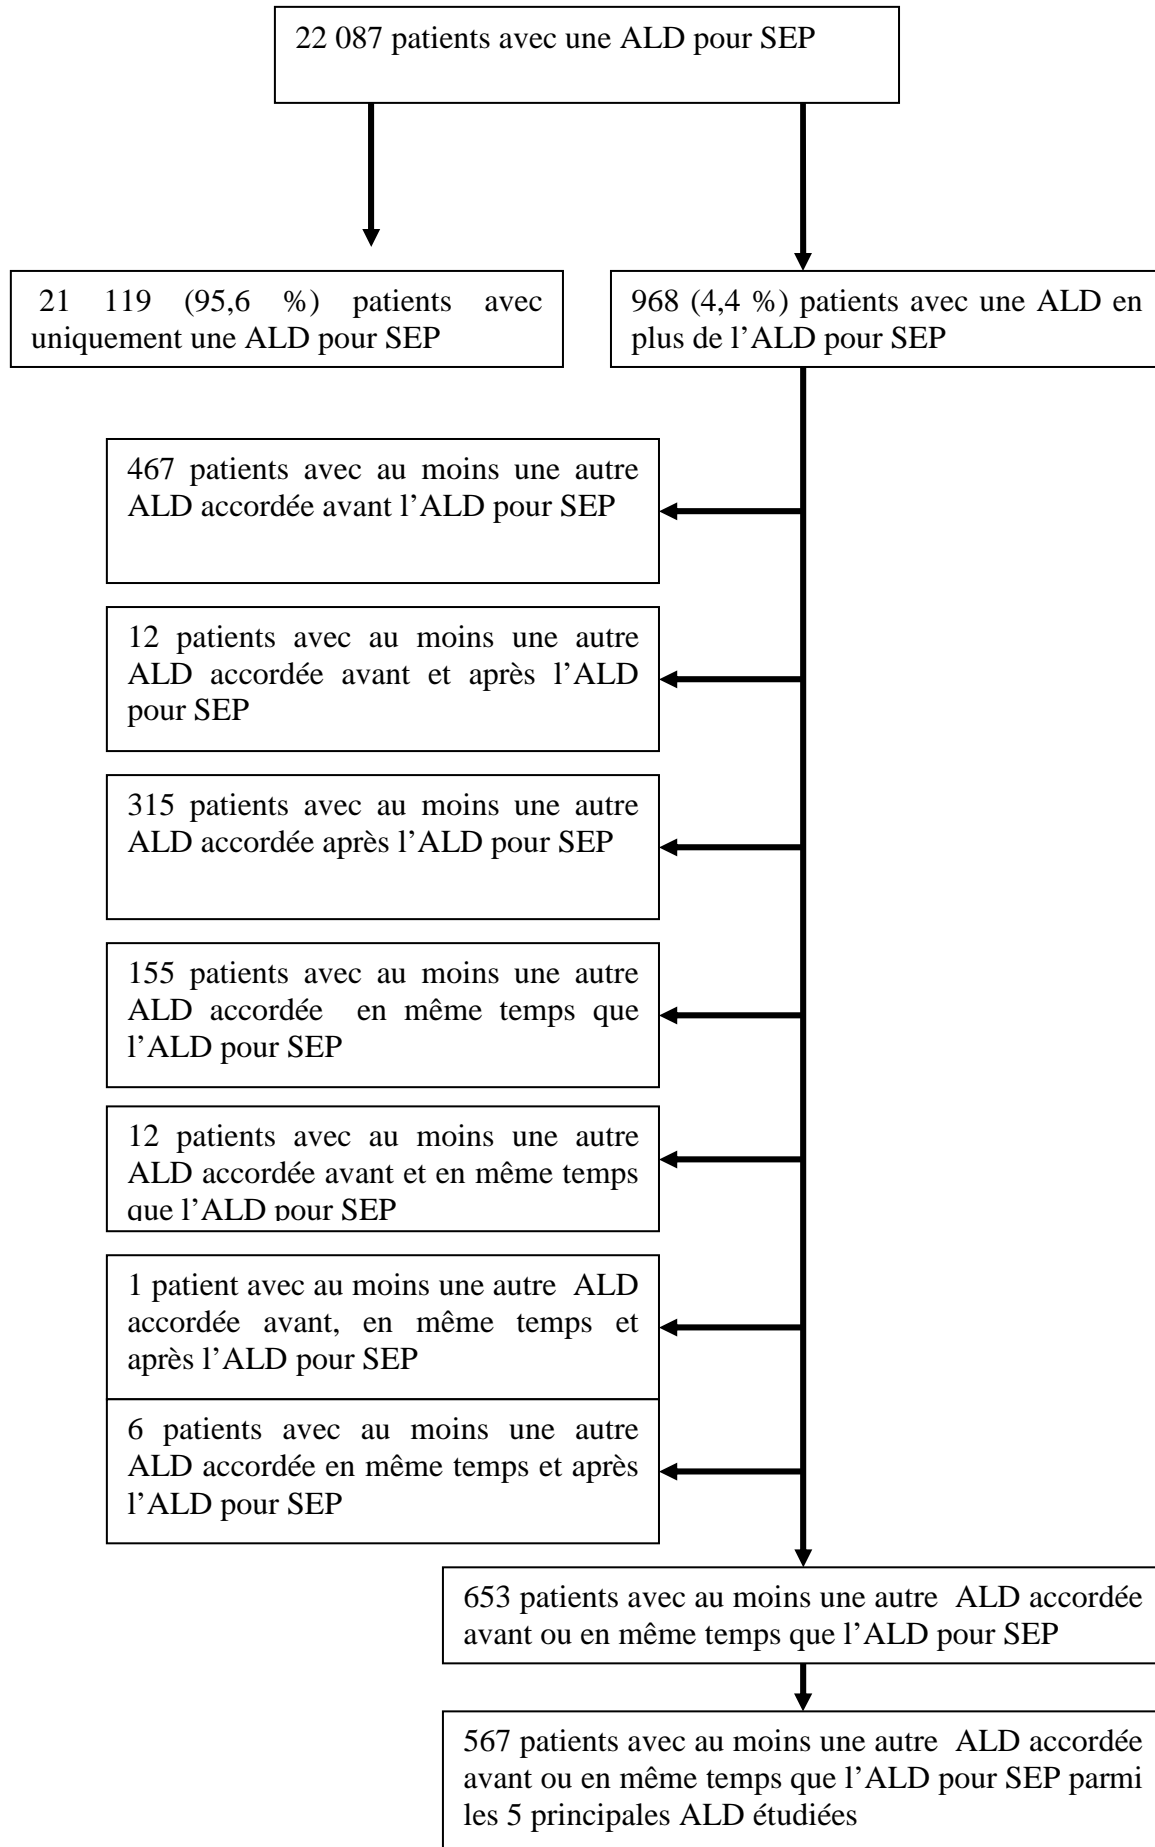 22 087 patients avec une ALD pour SEP
21 119 (95,6 %) patients avec
uniquement une ALD pour SEP
968 (4,4 %) patients avec une ALD en
plus de l’ALD pour SEP
467 patients avec au moins une autre
ALD accordée avant l’ALD pour SEP
12 patients avec au moins une autre
ALD accordée avant et après l’ALD
pour SEP
315 patients avec au moins une autre
ALD accordée après l’ALD pour SEP
155 patients avec au moins une autre
ALD accordée en même temps que
l’ALD pour SEP
12 patients avec au moins une autre
ALD accordée avant et en même temps
que l’ALD pour SEP
1 patient avec au moins une autre ALD
accordée avant, en même temps et
après l’ALD pour SEP
6 patients avec au moins une autre
ALD accordée en même temps et après
l’ALD pour SEP
653 patients avec au moins une autre ALD accordée
avant ou en même temps que l’ALD pour SEP
567 patients avec au moins une autre ALD accordée
avant ou en même temps que l’ALD pour SEP parmi
les 5 principales ALD étudiées